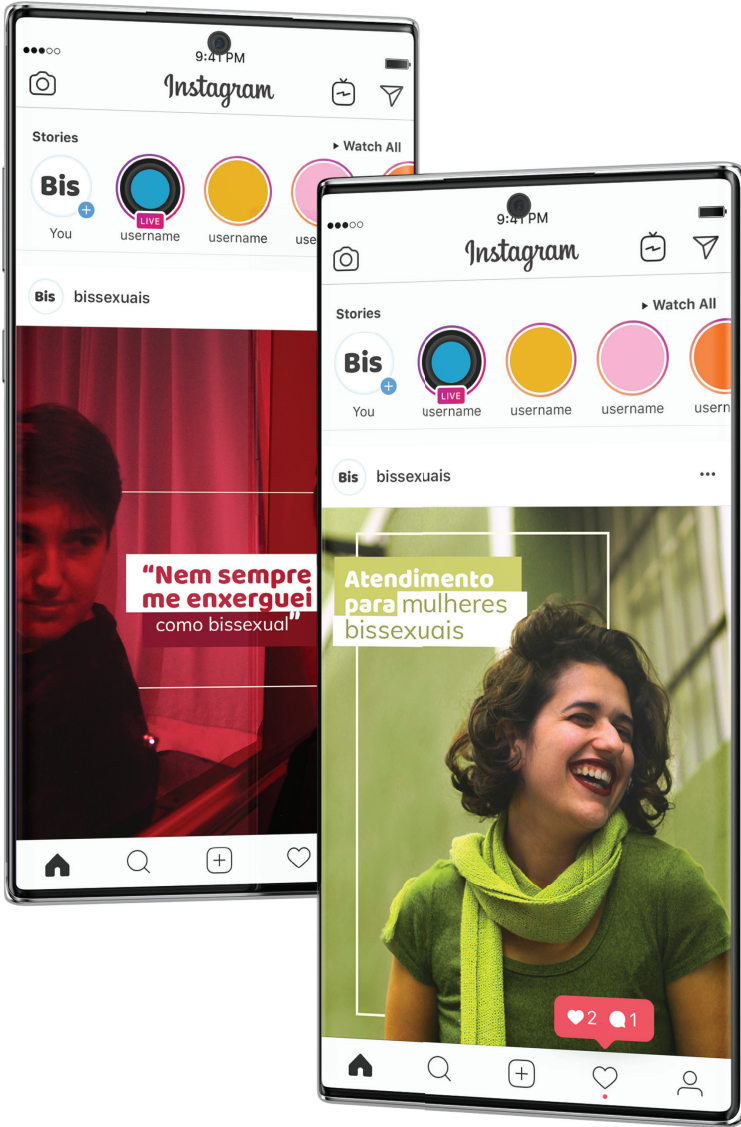 9:41 PM
Instagram
Stories
Watch All
Bis
You
LIVE
username
username
use
Bis bissexuais
“Nem sempre
me enxerguei
como bissexual”
9:41 PM
Instagram
Stories
Watch All
Bis
You
LIVE
username
username
username
usern
Bis bissexuais
Atendimento
para mulheres
bissexuais
2 1